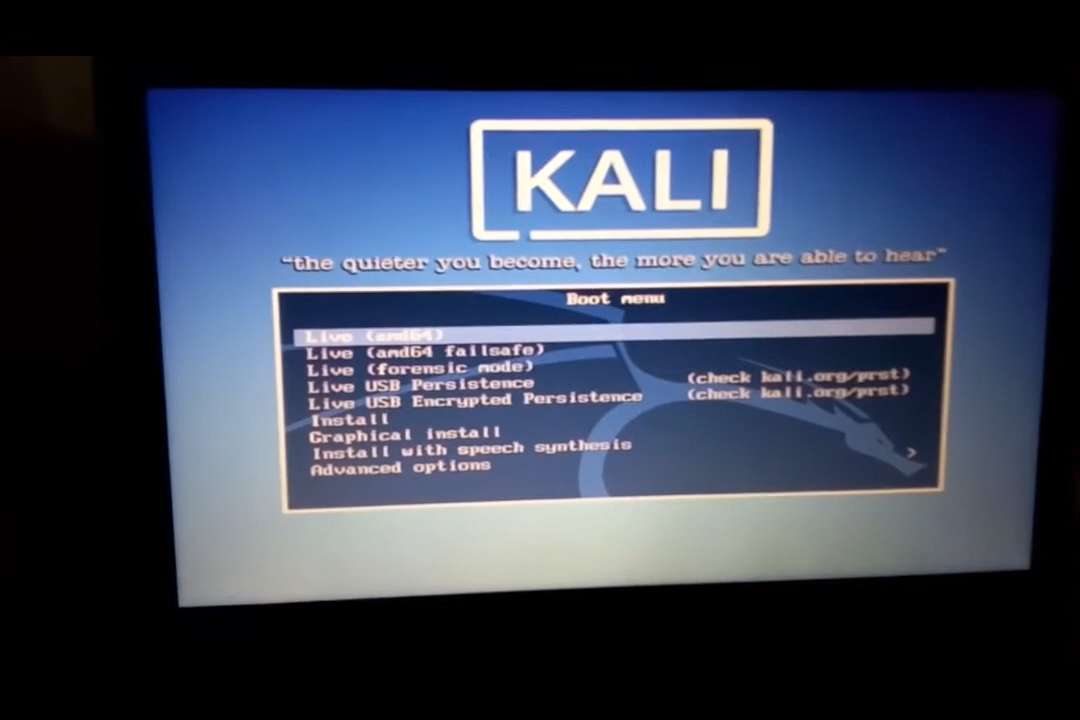 KALI
“the quieter you become, the more you are able to hear”
Boot menu
Live (amd64)
Live (amd64 failsafe)
Live (forensic mode)
Live USB Persistence (check kali.org/prst)
Live USB Encrypted Persistence (check kali.org/prst)
Install
Graphical install
Install with speech synthesis
Advanced options >